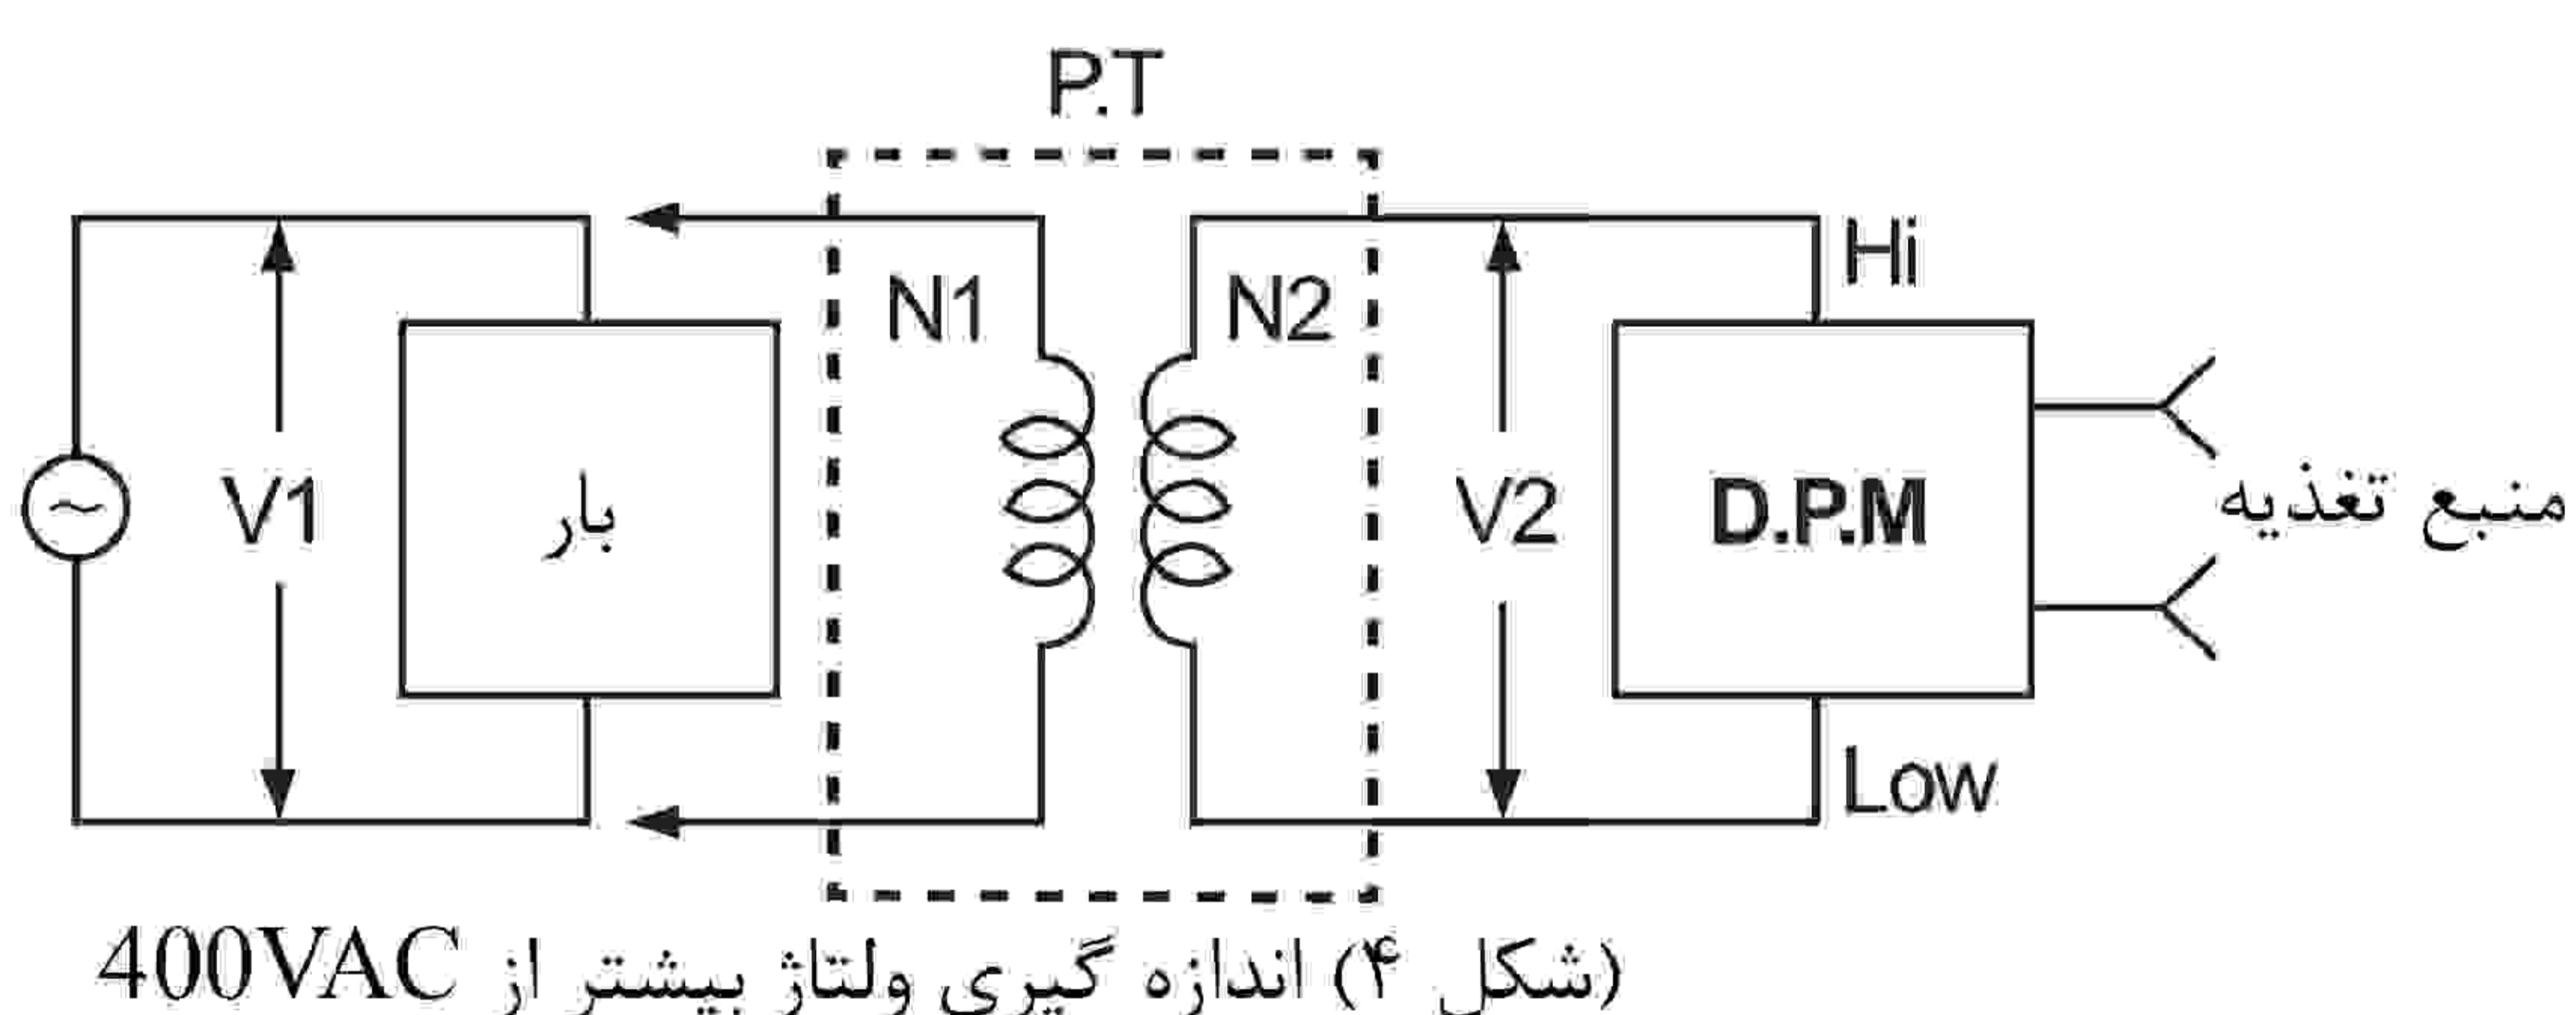 P.T
Hi
N1 N2
V1 بار V2 D.P.M منبع تغذیه
Low
(شکل ۴) اندازه گیری ولتاژ بیشتر از 400VAC